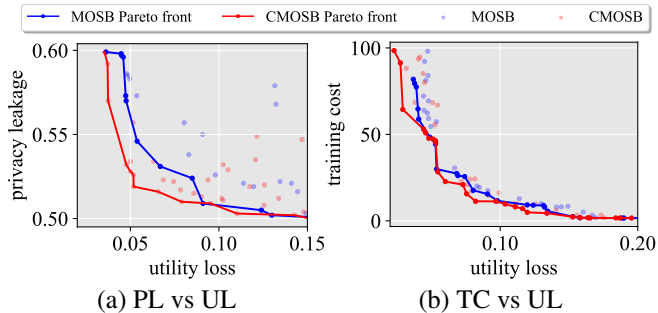 MOSB Pareto front CMOSB Pareto front MOSB CMOSB
0.60
0.55
0.50
privacy leakage
0.05 0.10 0.15
utility loss
(a) PL vs UL
100
50
0
training cost
0.10 0.20
utility loss
(b) TC vs UL